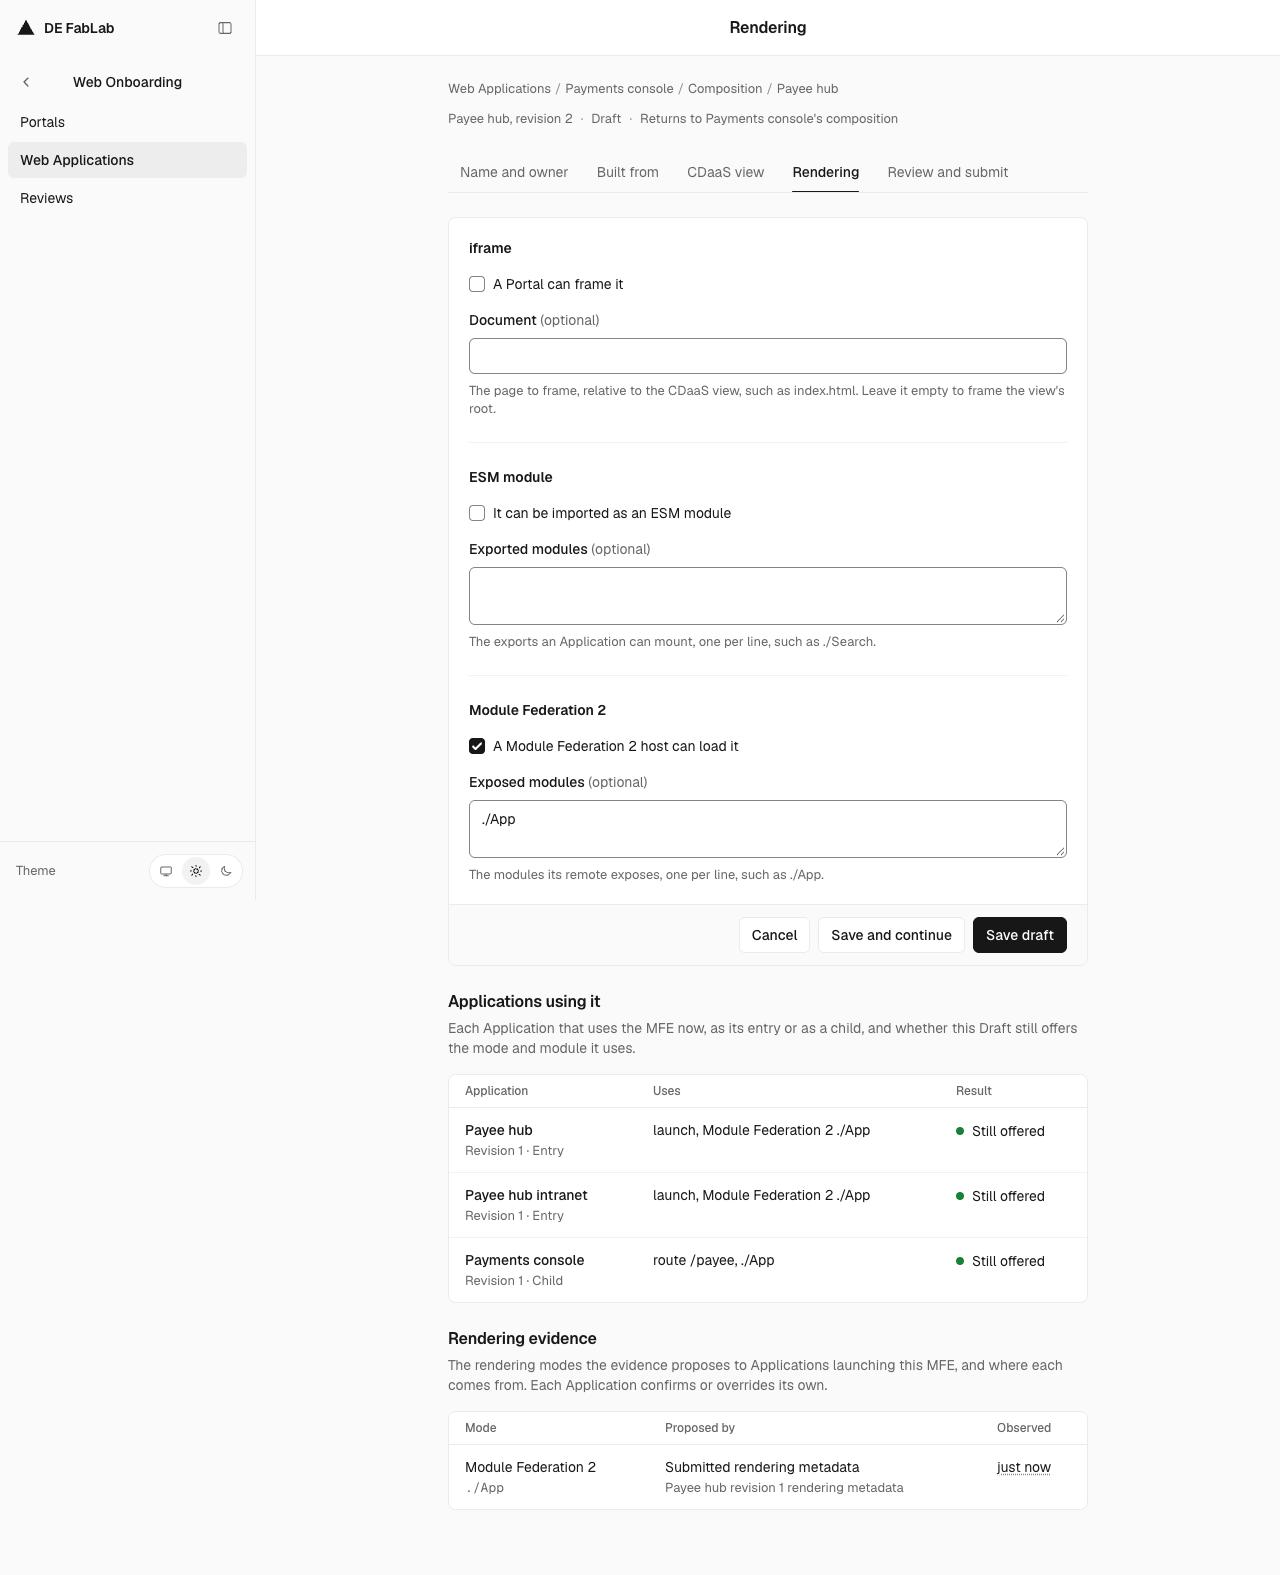 DE FabLab
Rendering
Web Onboarding
Portals
Web Applications
Reviews
Theme
Web Applications / Payments console / Composition / Payee hub
Payee hub, revision 2 · Draft · Returns to Payments console's composition
Name and owner
Built from
CDaaS view
Rendering
Review and submit
iframe
A Portal can frame it
Document (optional)
The page to frame, relative to the CDaaS view, such as index.html. Leave it empty to frame the view's
root.
ESM module
It can be imported as an ESM module
Exported modules (optional)
The exports an Application can mount, one per line, such as ./Search.
Module Federation 2
A Module Federation 2 host can load it
Exposed modules (optional)
./App
The modules its remote exposes, one per line, such as ./App.
Cancel
Save and continue
Save draft
Applications using it
Each Application that uses the MFE now, as its entry or as a child, and whether this Draft still offers
the mode and module it uses.
Application Uses Result
Payee hub launch, Module Federation 2 ./App Still offered
Revision 1 · Entry
Payee hub intranet launch, Module Federation 2 ./App Still offered
Revision 1 · Entry
Payments console route /payee, ./App Still offered
Revision 1 · Child
Rendering evidence
The rendering modes the evidence proposes to Applications launching this MFE, and where each
comes from. Each Application confirms or overrides its own.
Mode Proposed by Observed
Module Federation 2 Submitted rendering metadata just now
./App Payee hub revision 1 rendering metadata